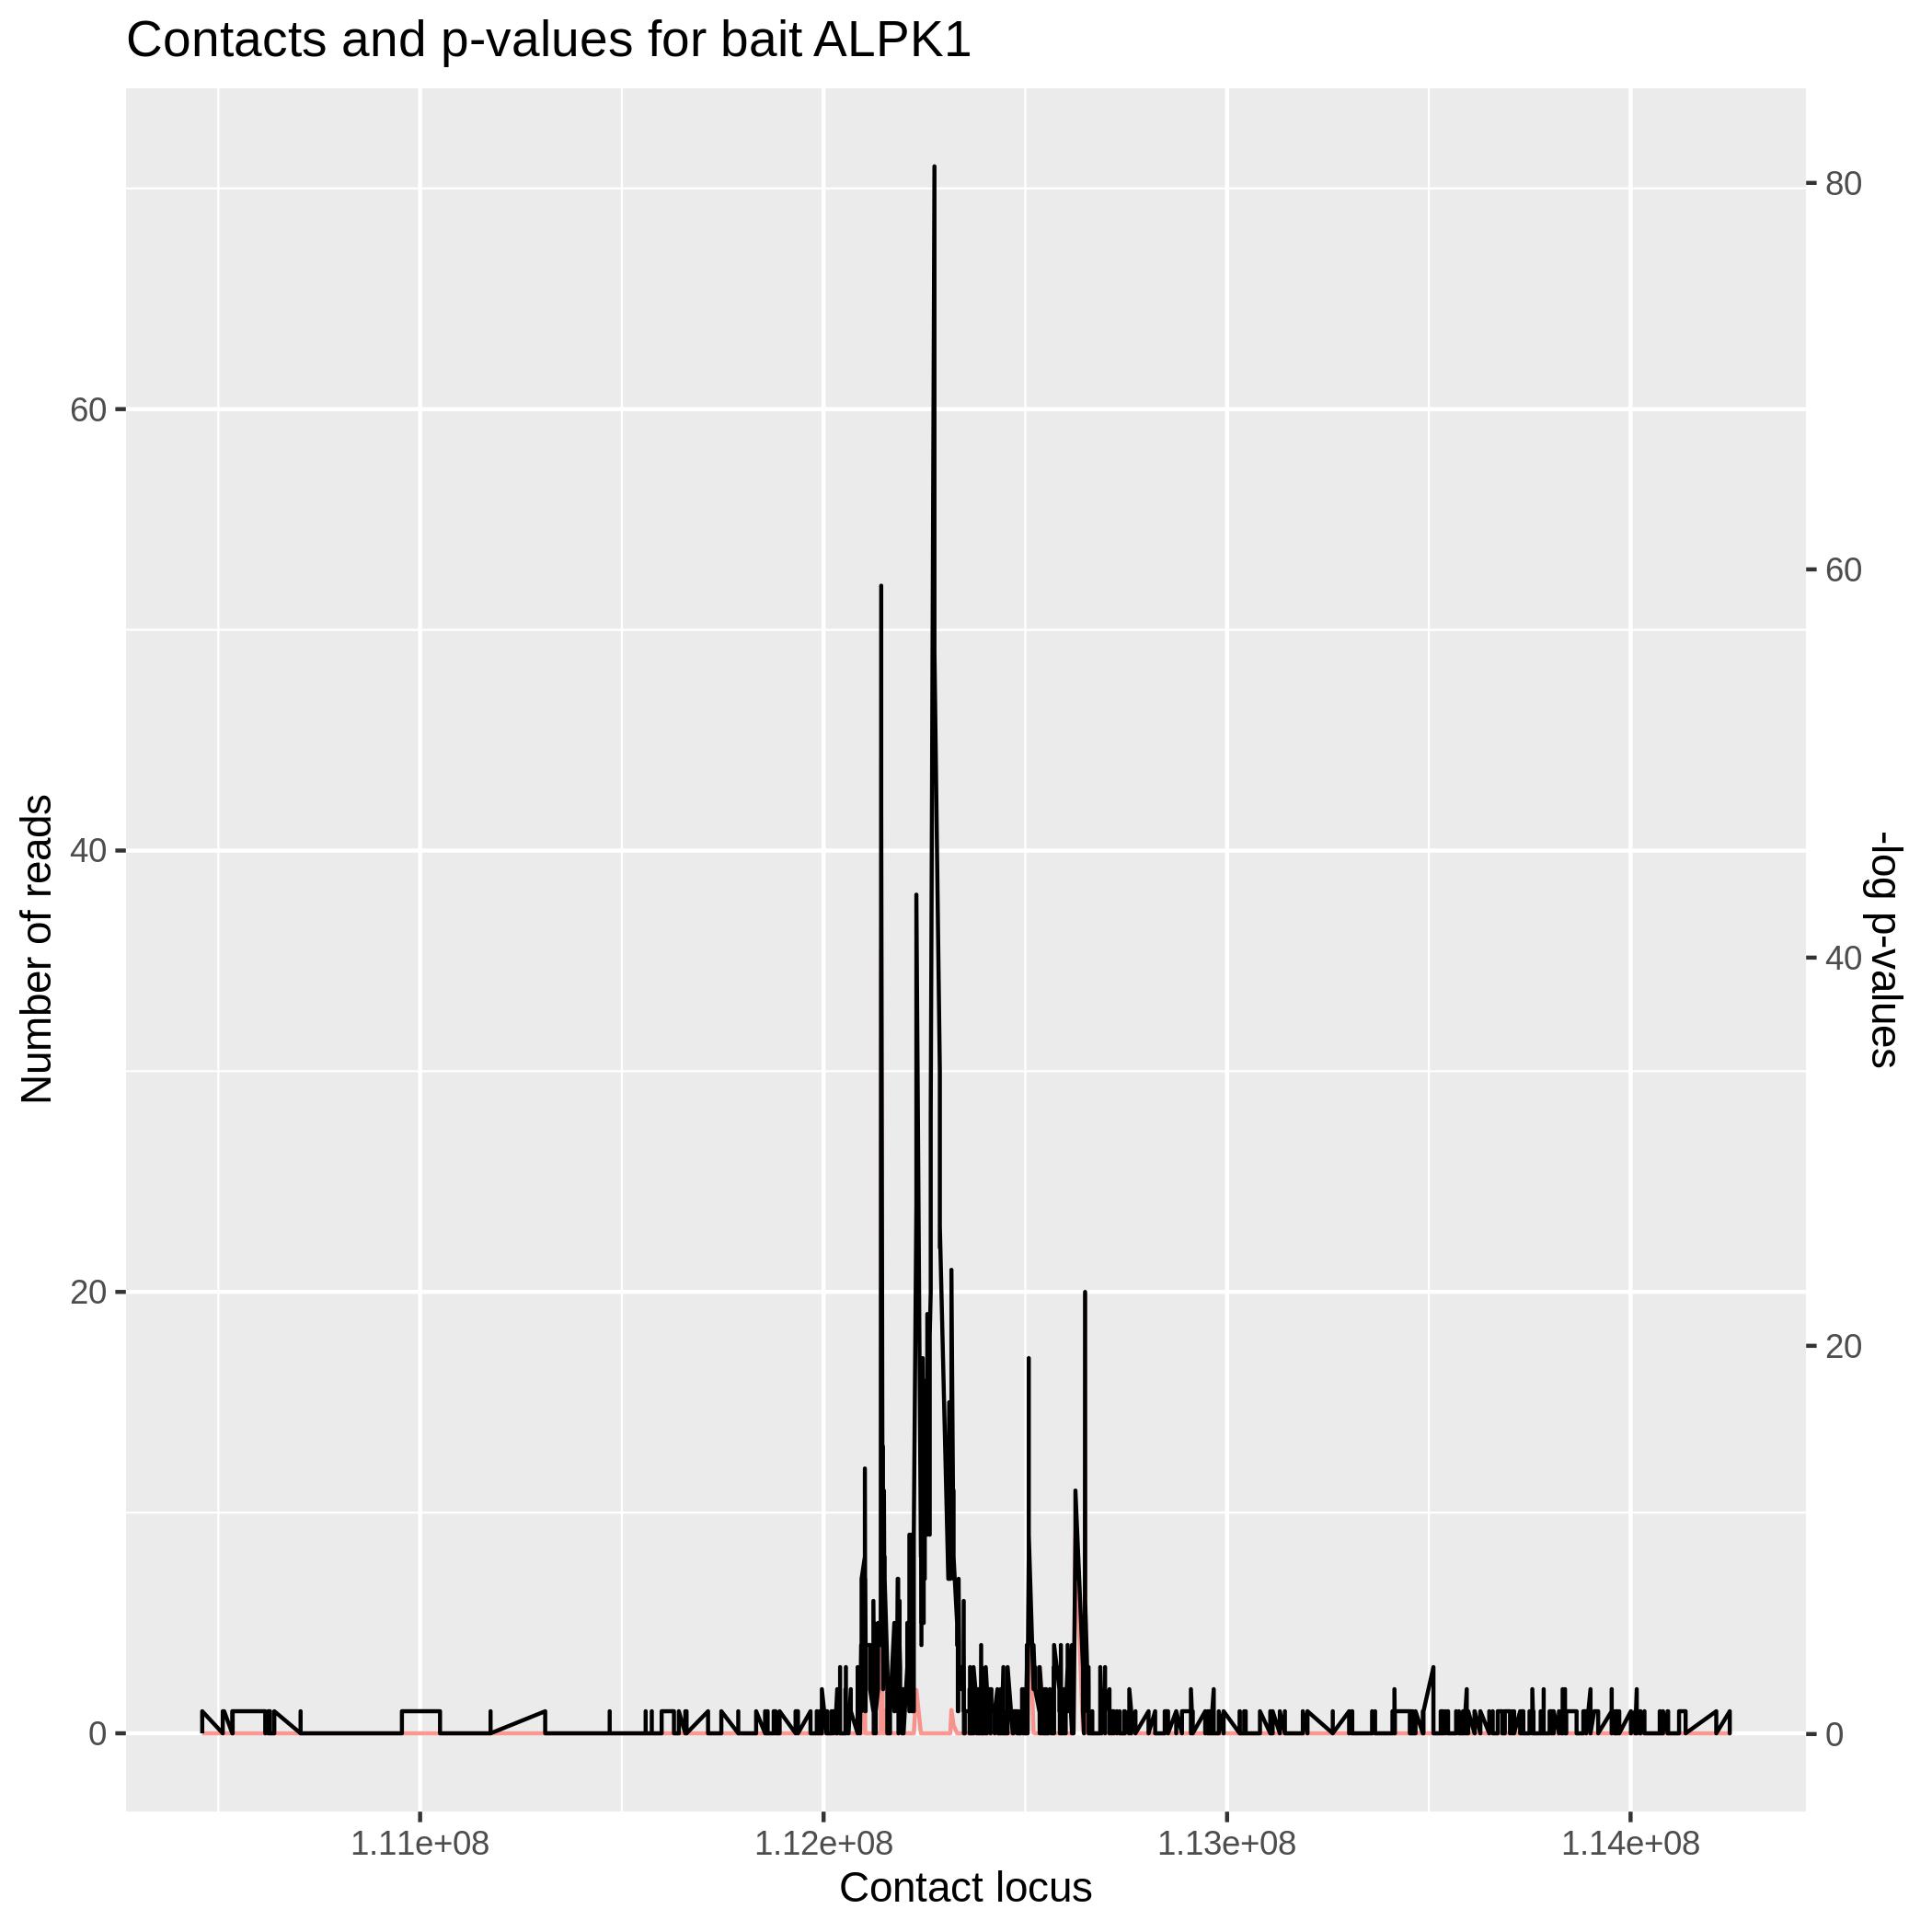 Contacts and p-values for bait ALPK1
Number of reads
60
40
20
0
80
60
40
20
0
-log p-values
1.11e+08 1.12e+08 1.13e+08 1.14e+08
Contact locus